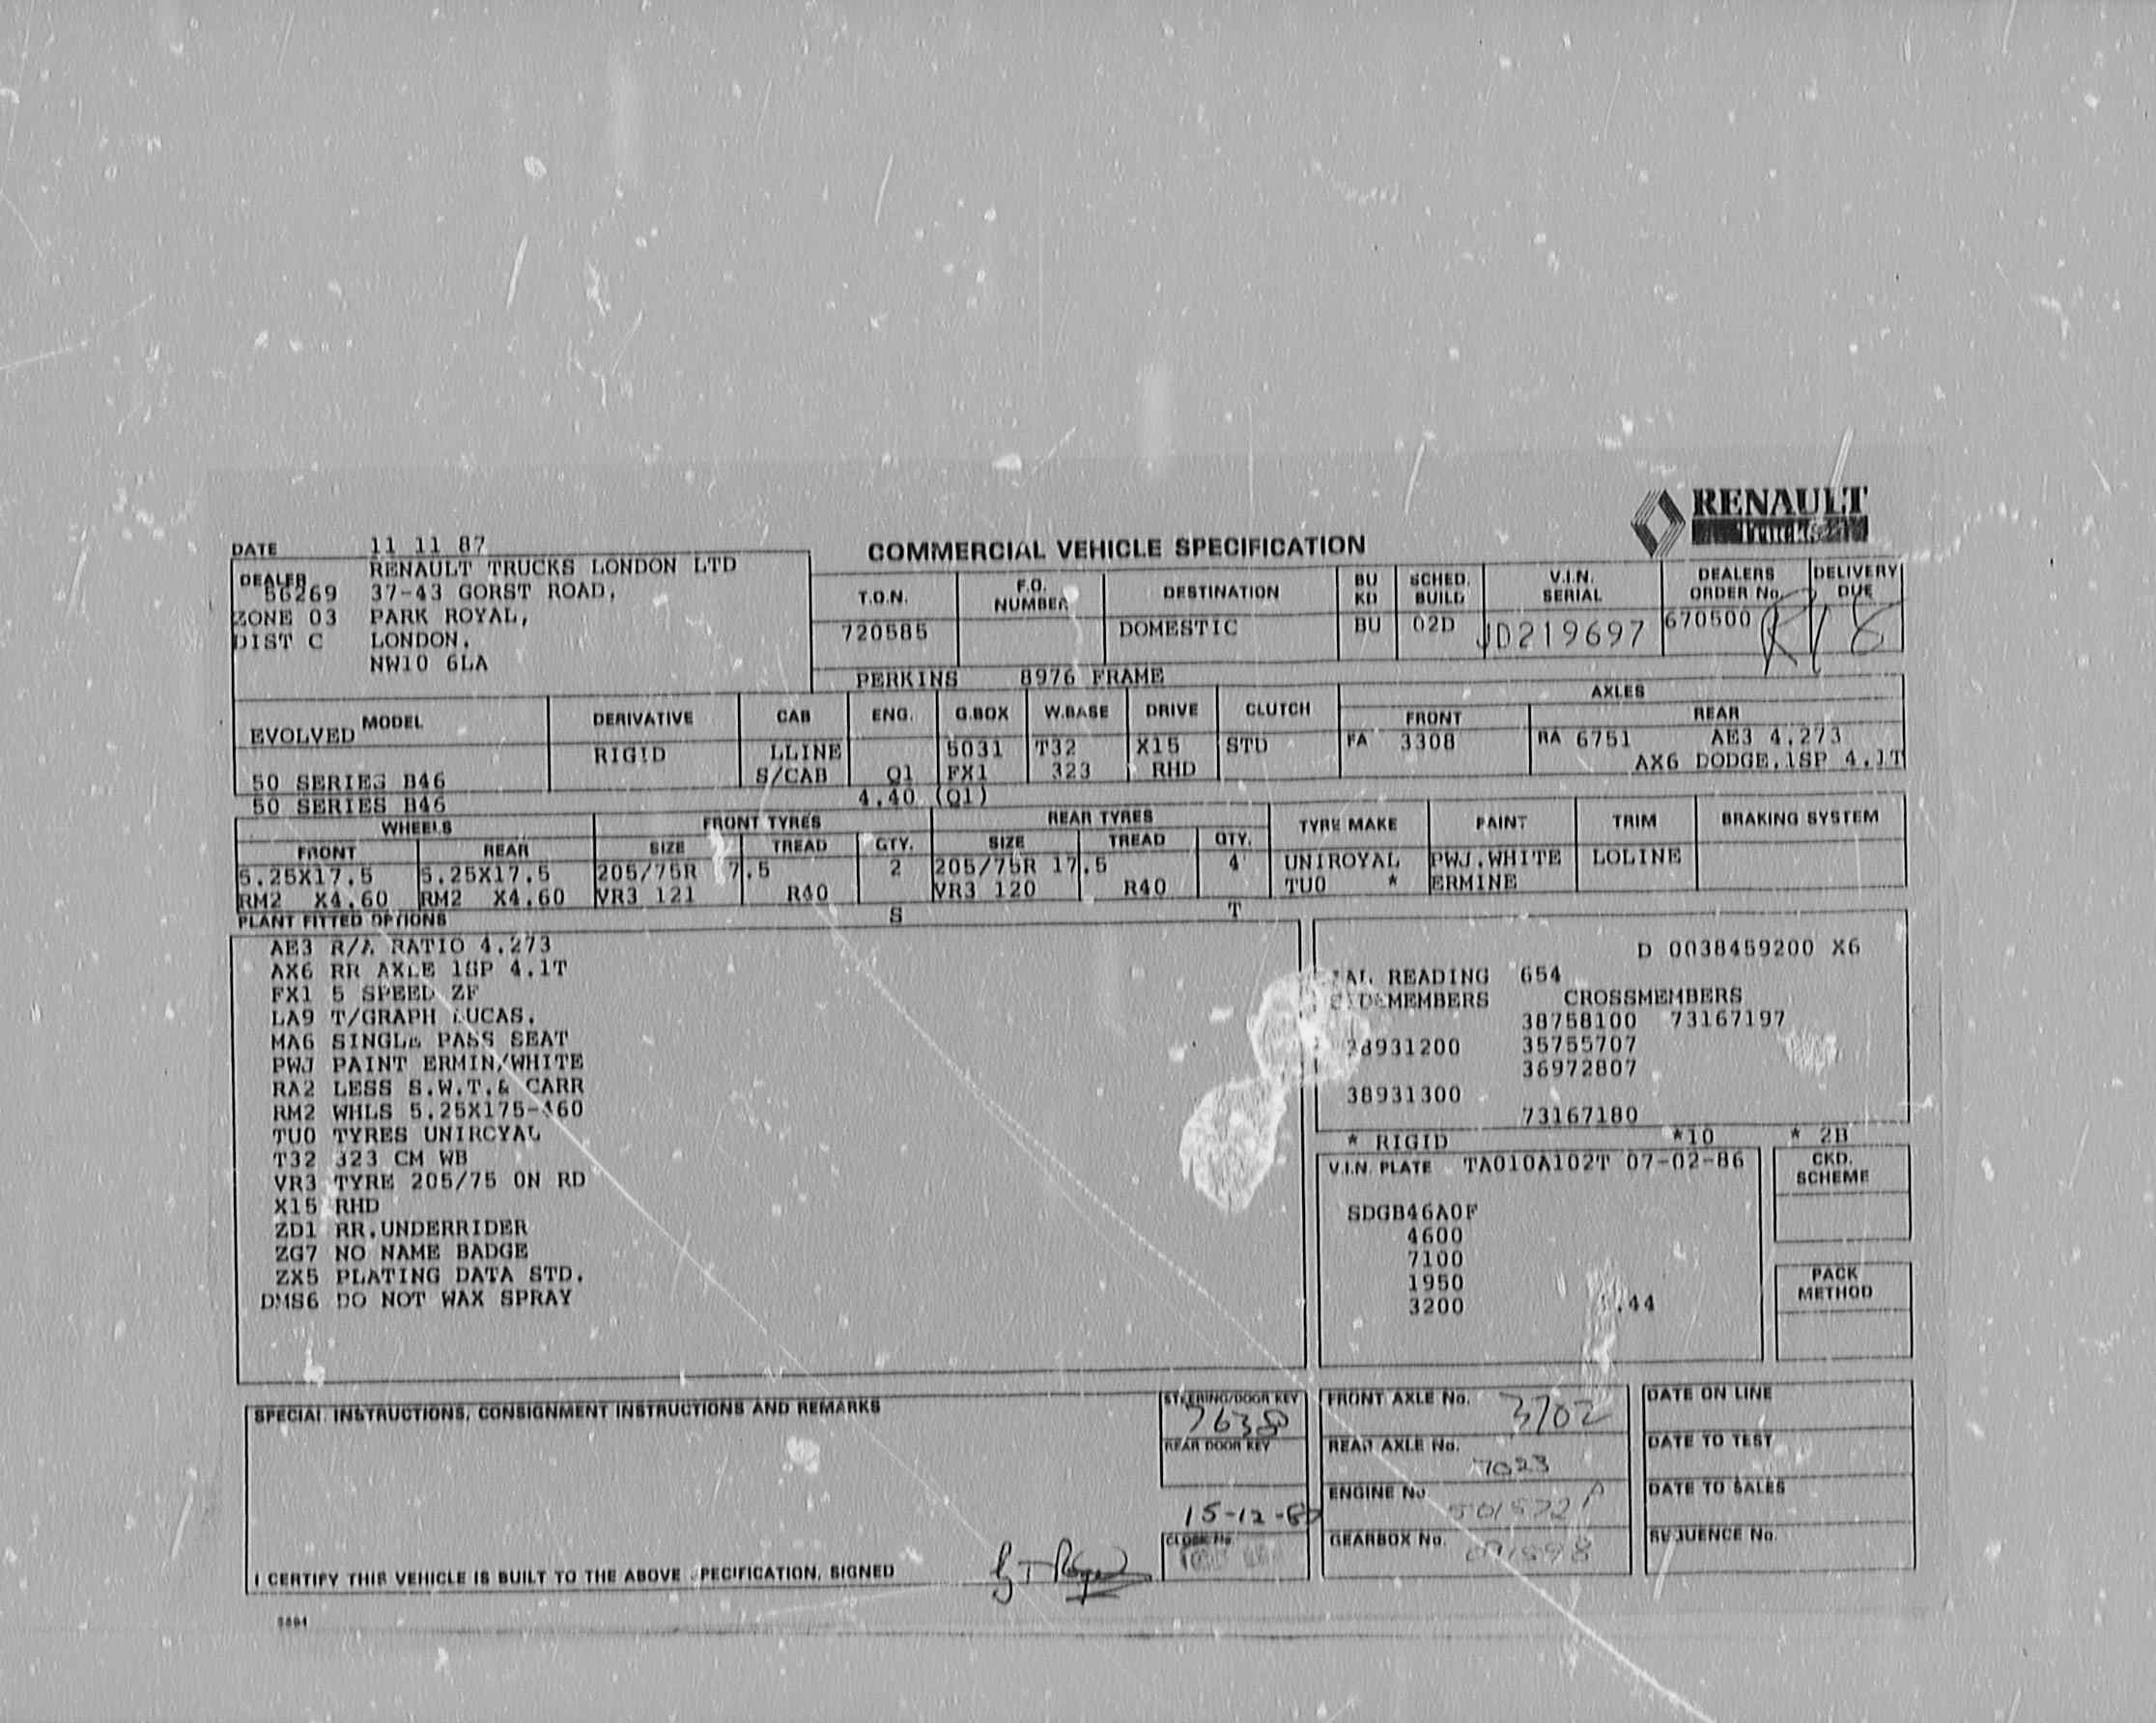 RENAULT
Trucks
DATE 11 11 87
COMMERCIAL VEHICLE SPECIFICATION
DEALER RENAULT TRUCKS LONDON LTD
56269 37-43 GORST ROAD,
ZONE 03 PARK ROYAL,
DIST C LONDON.
NW10 6LA
T.O.N. F.O. NUMBER DESTINATION BU KD SCHED. BUILD V.I.N. SERIAL DEALERS ORDER No. DELIVERY DUE
720585 DOMESTIC BU 02D JD219697 670500
PERKINS 8976 FRAME
EVOLVED MODEL DERIVATIVE CAB ENG. G.BOX W.BASE DRIVE CLUTCH AXLES
FRONT REAR
RIGID LLINE 5031 T32 X15 STD FA 3308 RA 6751 AE3 4.273
50 SERIES B46 S/CAB Q1 FX1 323 RHD AX6 DODGE.1SP 4.1T
50 SERIES B46 4.40 (Q1)
WHEELS FRONT TYRES REAR TYRES TYRE MAKE PAINT TRIM BRAKING SYSTEM
FRONT REAR SIZE TREAD QTY. SIZE TREAD QTY.
5.25X17.5 5.25X17.5 205/75R 7.5 2 205/75R 17.5 4 UNIROYAL PWJ.WHITE LOLINE
RM2 X4.60 RM2 X4.60 VR3 121 R40 VR3 120 R40 TU0 * ERMINE
PLANT FITTED OPTIONS S T
AE3 R/A RATIO 4.273
AX6 RR AXLE 1SP 4.1T
FX1 5 SPEED ZF
LA9 T/GRAPH LUCAS.
MA6 SINGLE PASS SEAT
PWJ PAINT ERMIN/WHITE
RA2 LESS S.W.T.& CARR
RM2 WHLS 5.25X175-460
TU0 TYRES UNIROYAL
T32 323 CM WB
VR3 TYRE 205/75 ON RD
X15 RHD
ZD1 RR.UNDERRIDER
ZG7 NO NAME BADGE
ZX5 PLATING DATA STD.
DMS6 DO NOT WAX SPRAY
D 0038459200 X6
READING 654
SIDEMEMBERS CROSSMEMBERS
38758100 73167197
38931200 35755707
36972807
38931300
73167180
* RIGID *10 * 2B
V.I.N. PLATE TA010A102T 07-02-86
CKD. SCHEME
SDGB46A0F
4600
7100
1950
3200 .44
PACK METHOD
SPECIAL INSTRUCTIONS, CONSIGNMENT INSTRUCTIONS AND REMARKS
STEERING/DOOR KEY 7638
REAR DOOR KEY
15-12-87
FRONT AXLE No. 3702
REAR AXLE No. 7023
ENGINE No.
GEARBOX No.
DATE ON LINE
DATE TO TEST
DATE TO SALES
SEQUENCE No.
I CERTIFY THIS VEHICLE IS BUILT TO THE ABOVE SPECIFICATION, SIGNED